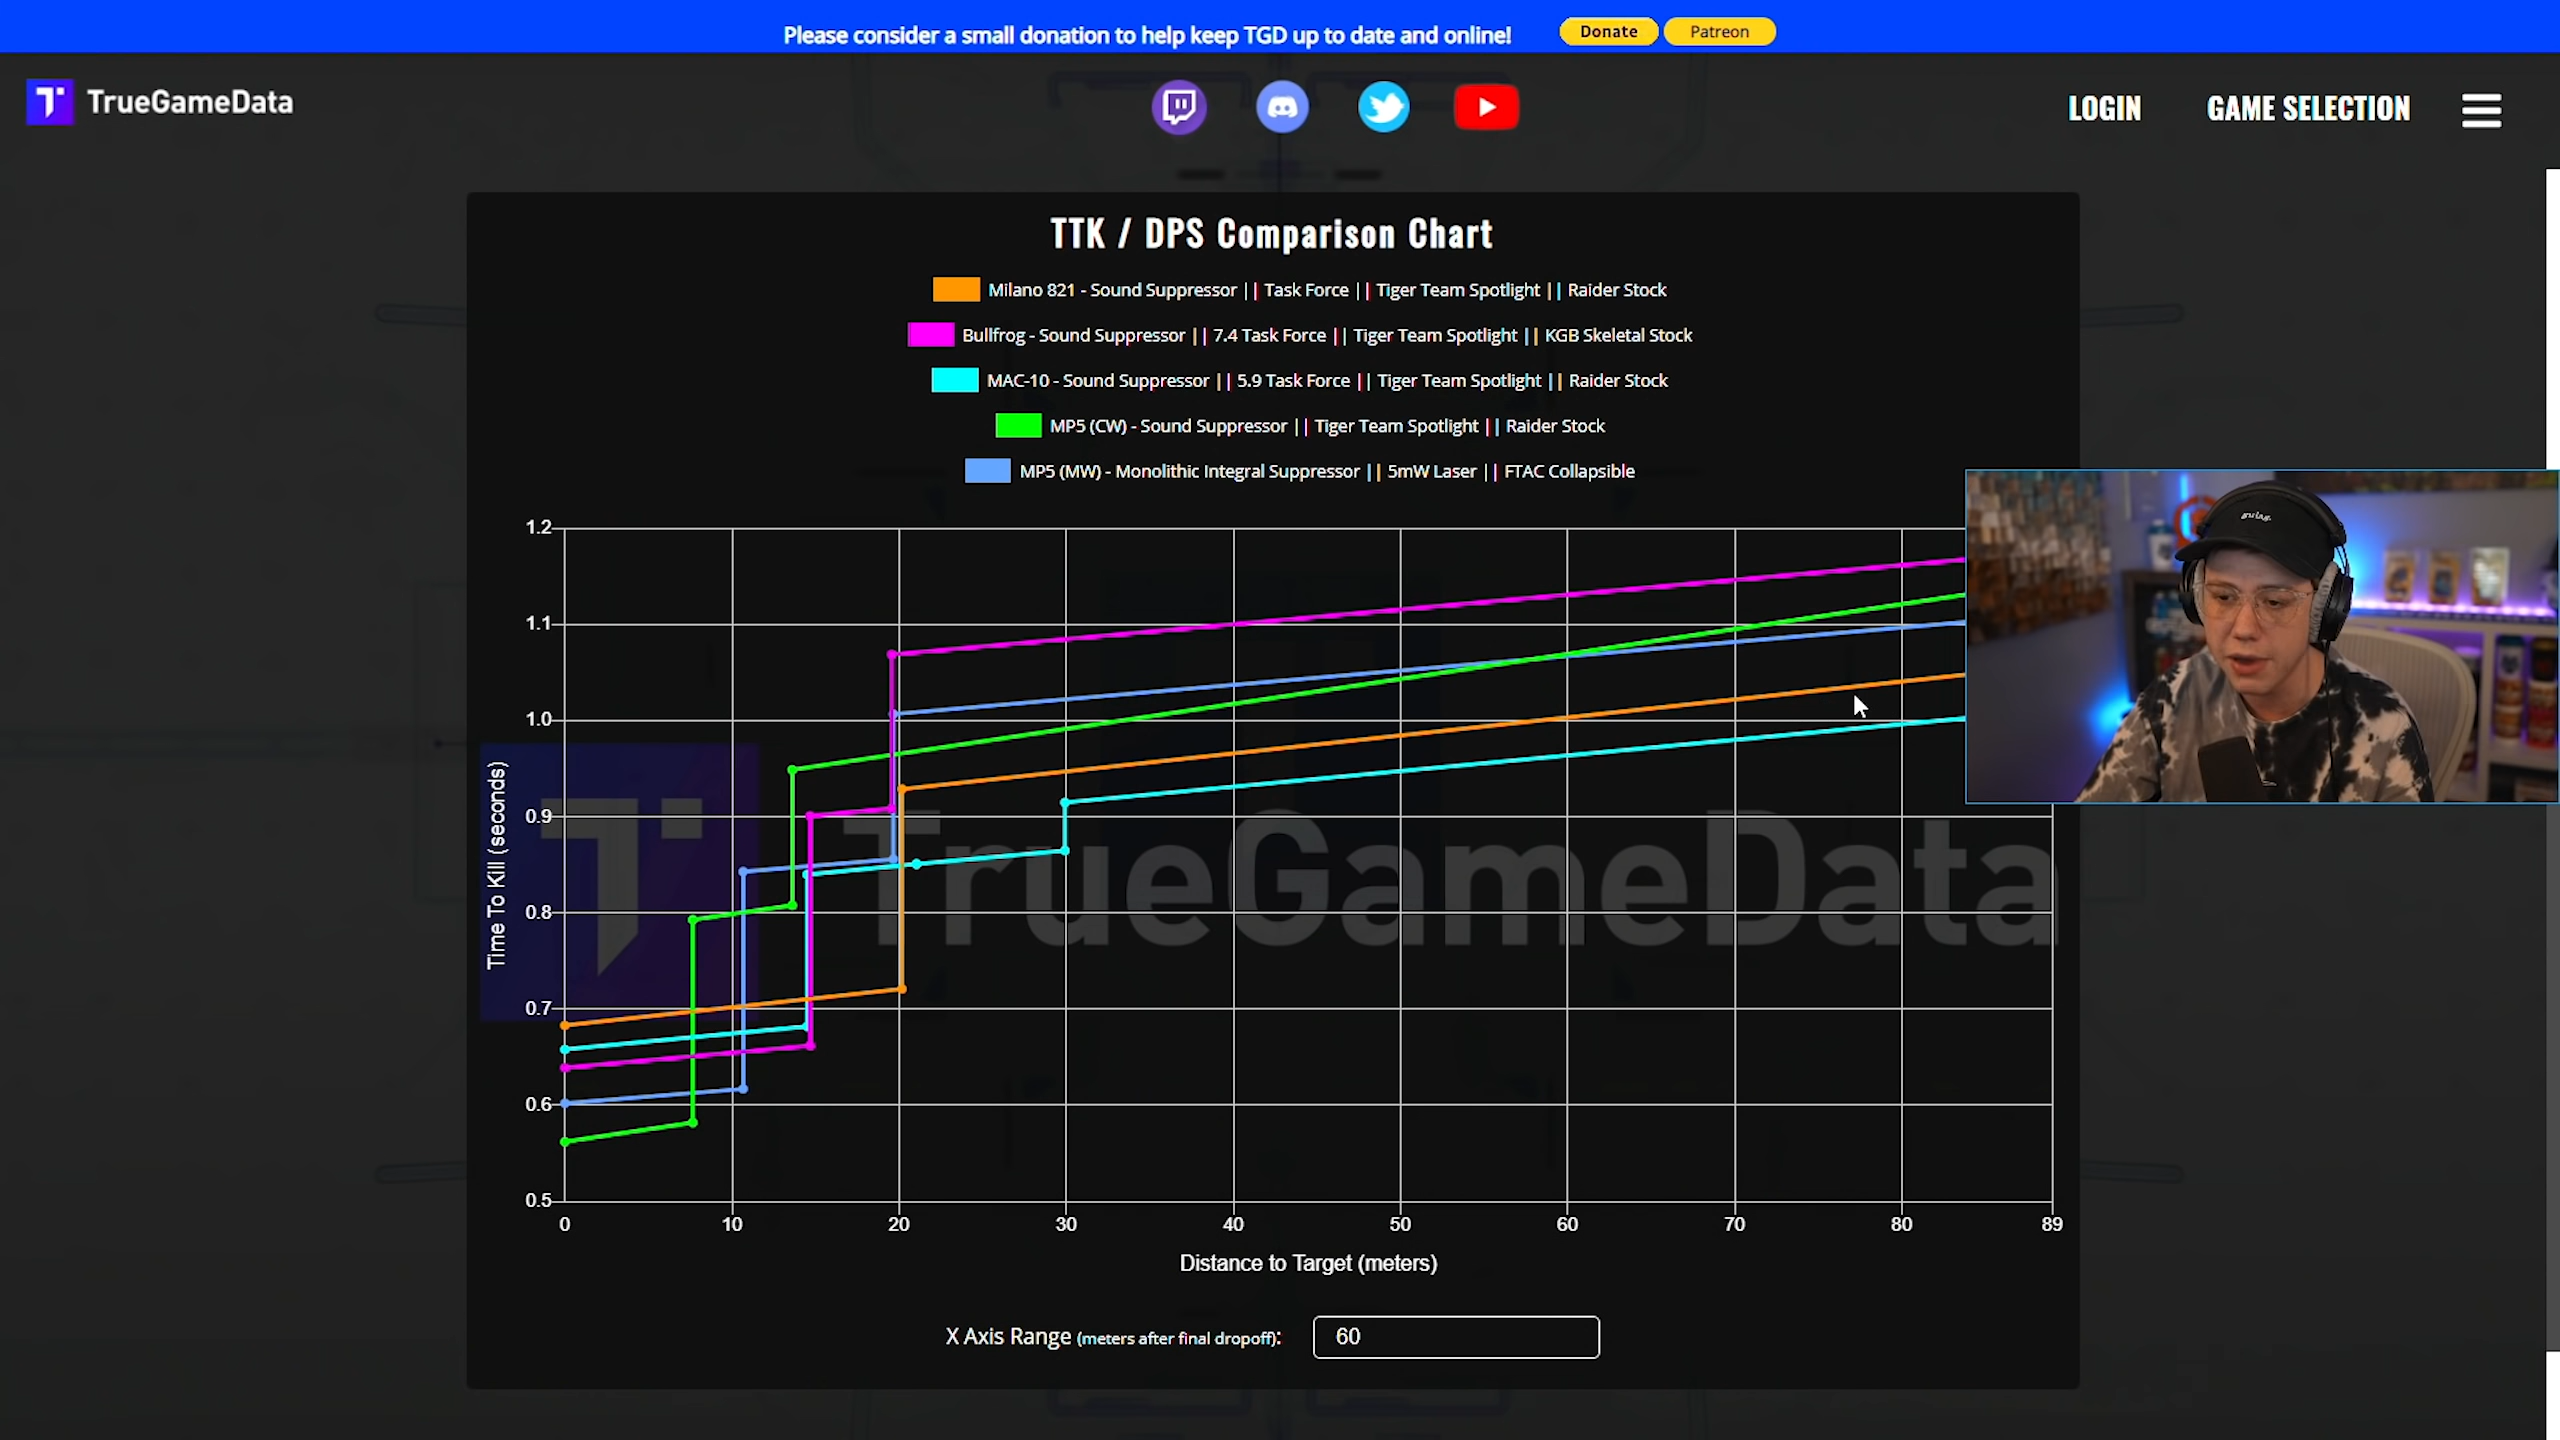 Please consider a small donation to help keep TGD up to date and online! Donate Patreon
TrueGameData
LOGIN GAME SELECTION
TTK / DPS Comparison Chart
Milano 821 - Sound Suppressor || Task Force || Tiger Team Spotlight || Raider Stock
Bullfrog - Sound Suppressor || 7.4 Task Force || Tiger Team Spotlight || KGB Skeletal Stock
MAC-10 - Sound Suppressor || 5.9 Task Force || Tiger Team Spotlight || Raider Stock
MP5 (CW) - Sound Suppressor || Tiger Team Spotlight || Raider Stock
MP5 (MW) - Monolithic Integral Suppressor || 5mW Laser || FTAC Collapsible
1.2
1.1
1.0
0.9
0.8
0.7
0.6
0.5
Time To Kill (seconds)
TrueGameData
0 10 20 30 40 50 60 70 80 89
Distance to Target (meters)
X Axis Range (meters after final dropoff): 60